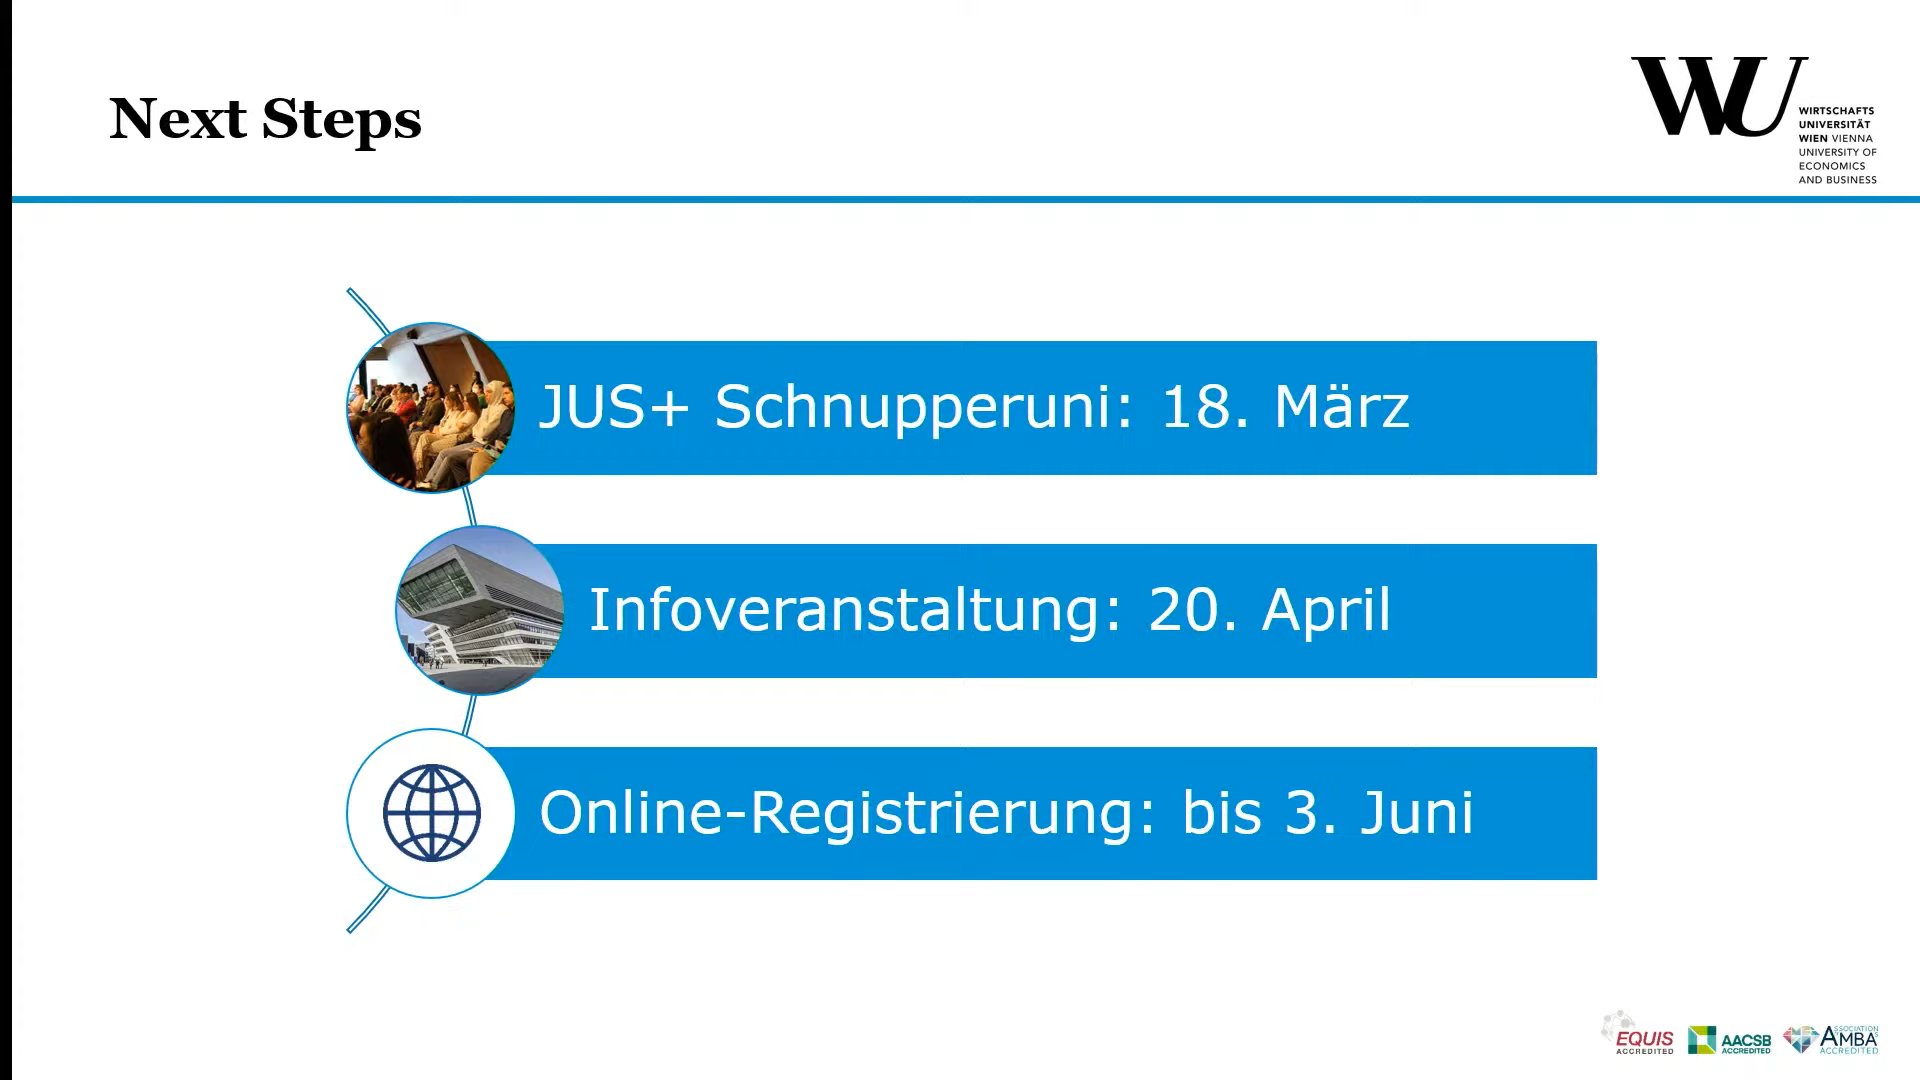 Next Steps
WU
WIRTSCHAFTS
UNIVERSITÄT
WIEN VIENNA
UNIVERSITY OF
ECONOMICS
AND BUSINESS
JUS+ Schnupperuni: 18. März
Infoveranstaltung: 20. April
Online-Registrierung: bis 3. Juni
EQUIS
ACCREDITED
AACSB
ACCREDITED
ASSOCIATION
AMBA
ACCREDITED